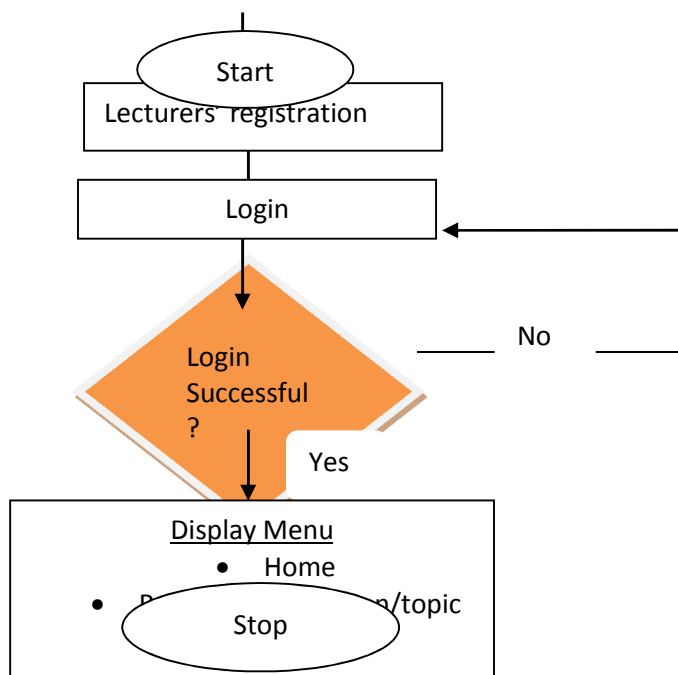 Start
Lecturers’ registration
Login
Login
Successful
?
No
Yes
Display Menu
• Home
• /topic
Stop